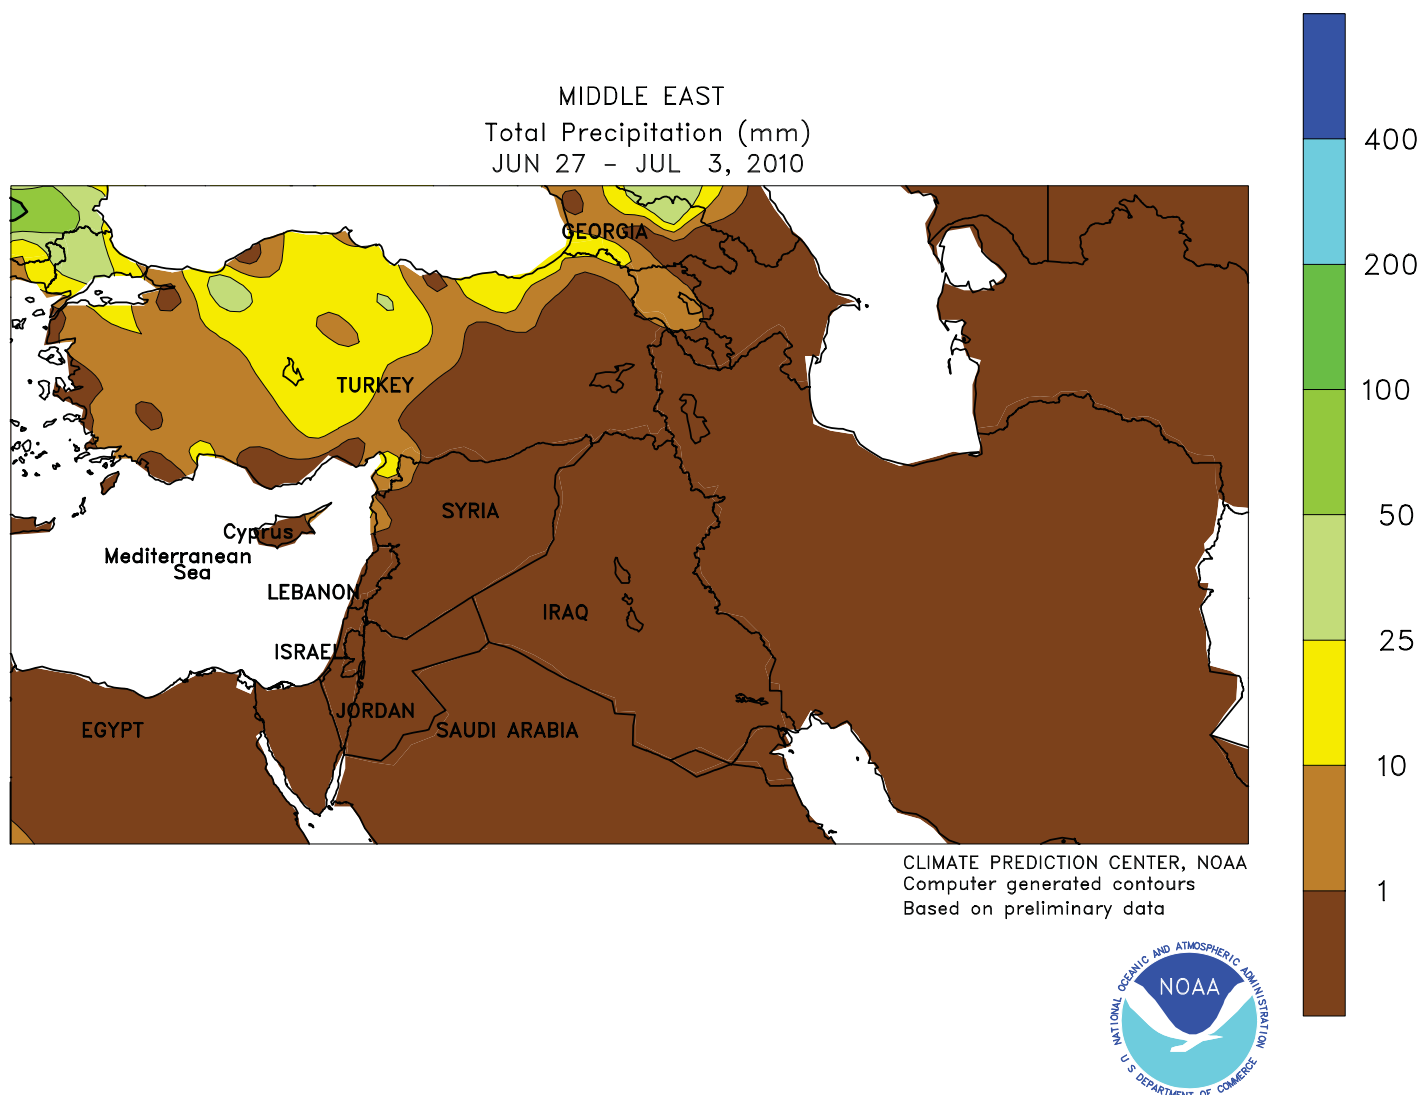 MIDDLE EAST
Total Precipitation (mm)
JUN 27 - JUL 3, 2010
400
200
100
50
25
10
1
GEORGIA
TURKEY
SYRIA
Cyprus
Mediterranean
Sea
LEBANON
IRAQ
ISRAEL
JORDAN
EGYPT
SAUDI ARABIA
CLIMATE PREDICTION CENTER, NOAA
Computer generated contours
Based on preliminary data
NATIONAL OCEANIC AND ATMOSPHERIC ADMINISTRATION
NOAA
U S DEPARTMENT OF COMMERCE